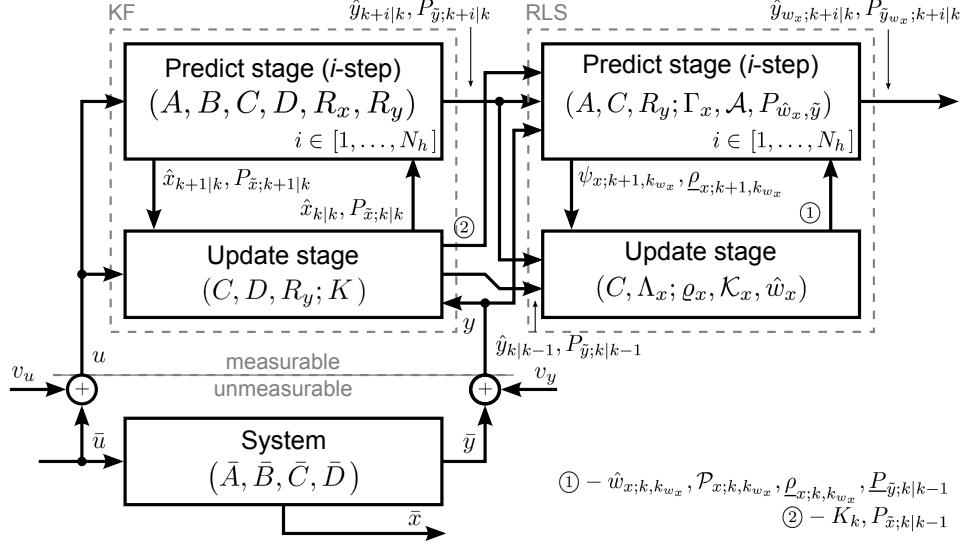 KF
ŷ_{k+i|k}, P_{ỹ;k+i|k}
RLS
ŷ_{w_x;k+i|k}, P_{ỹ_{w_x};k+i|k}
Predict stage (i-step)
(A, B, C, D, R_x, R_y)
i ∈ [1, …, N_h]
Predict stage (i-step)
(A, C, R_y; Γ_x, 𝒜, P_{ŵ_x,ỹ})
i ∈ [1, …, N_h]
x̂_{k+1|k}, P_{x̃;k+1|k}
x̂_{k|k}, P_{x̃;k|k}
②
ψ_{x;k+1,k_{w_x}}, ρ̲_{x;k+1,k_{w_x}}
①
Update stage
(C, D, R_y; K)
Update stage
(C, Λ_x; ϱ_x, 𝒦_x, ŵ_x)
y
ŷ_{k|k−1}, P_{ỹ;k|k−1}
u
measurable
unmeasurable
v_u
+
+
v_y
ū
System
(Ā, B̄, C̄, D̄)
ȳ
x̄
① − ŵ_{x;k,k_{w_x}}, 𝒫_{x;k,k_{w_x}}, ρ̲_{x;k,k_{w_x}}, P̲_{ỹ;k|k−1}
② − K_k, P_{x̃;k|k−1}